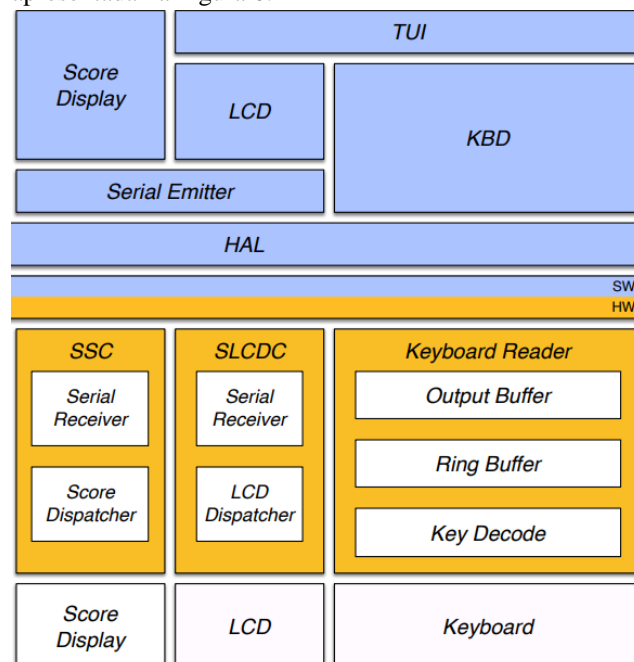 TUI
Score
Display
LCD
KBD
Serial Emitter
HAL
SW
HW
SSC
SLCDC
Keyboard Reader
Serial
Receiver
Serial
Receiver
Output Buffer
Ring Buffer
Score
Dispatcher
LCD
Dispatcher
Key Decode
Score
Display
LCD
Keyboard